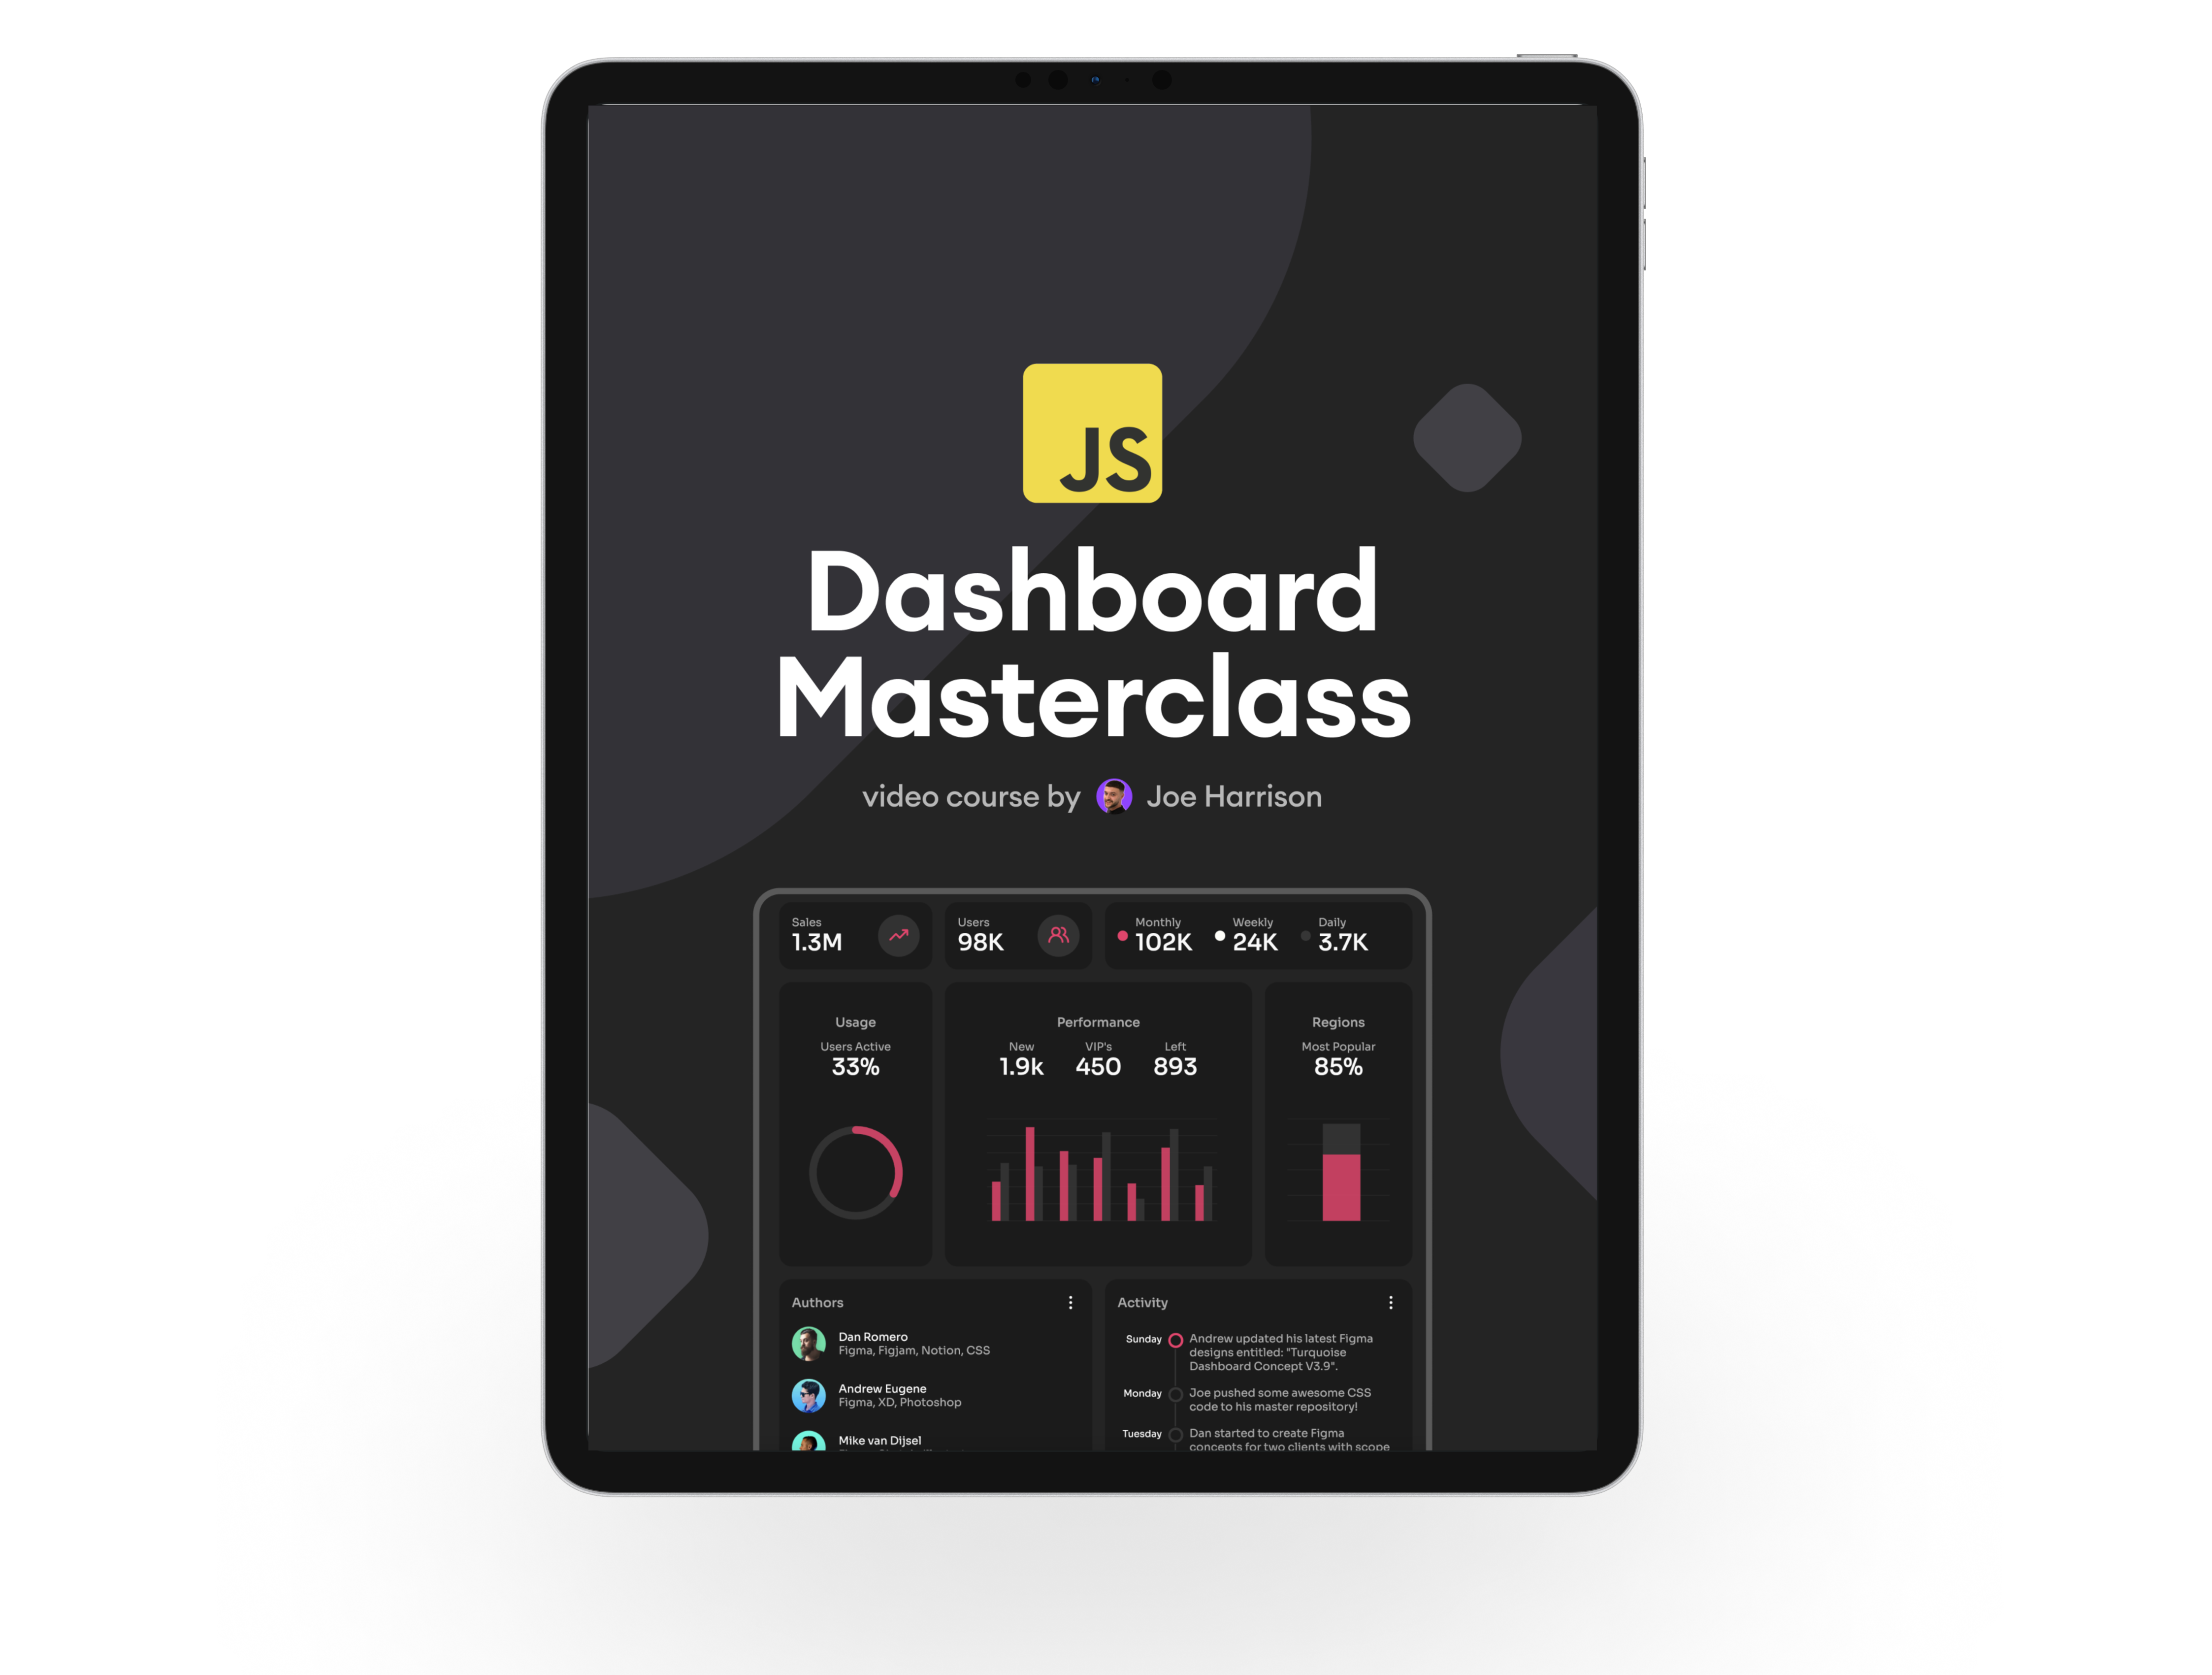 JS
Dashboard
Masterclass
video course by Joe Harrison
Sales
1.3M
Users
98K
Monthly
102K
Weekly
24K
Daily
3.7K
Usage
Users Active
33%
Performance
New
1.9k
VIP's
450
Left
893
Regions
Most Popular
85%
Authors
Dan Romero
Figma, Figjam, Notion, CSS
Andrew Eugene
Figma, XD, Photoshop
Mike van Dijsel
Activity
Sunday
Andrew updated his latest Figma
designs entitled: "Turquoise
Dashboard Concept V3.9".
Monday
Joe pushed some awesome CSS
code to his master repository!
Tuesday
Dan started to create Figma
concepts for two clients with scope